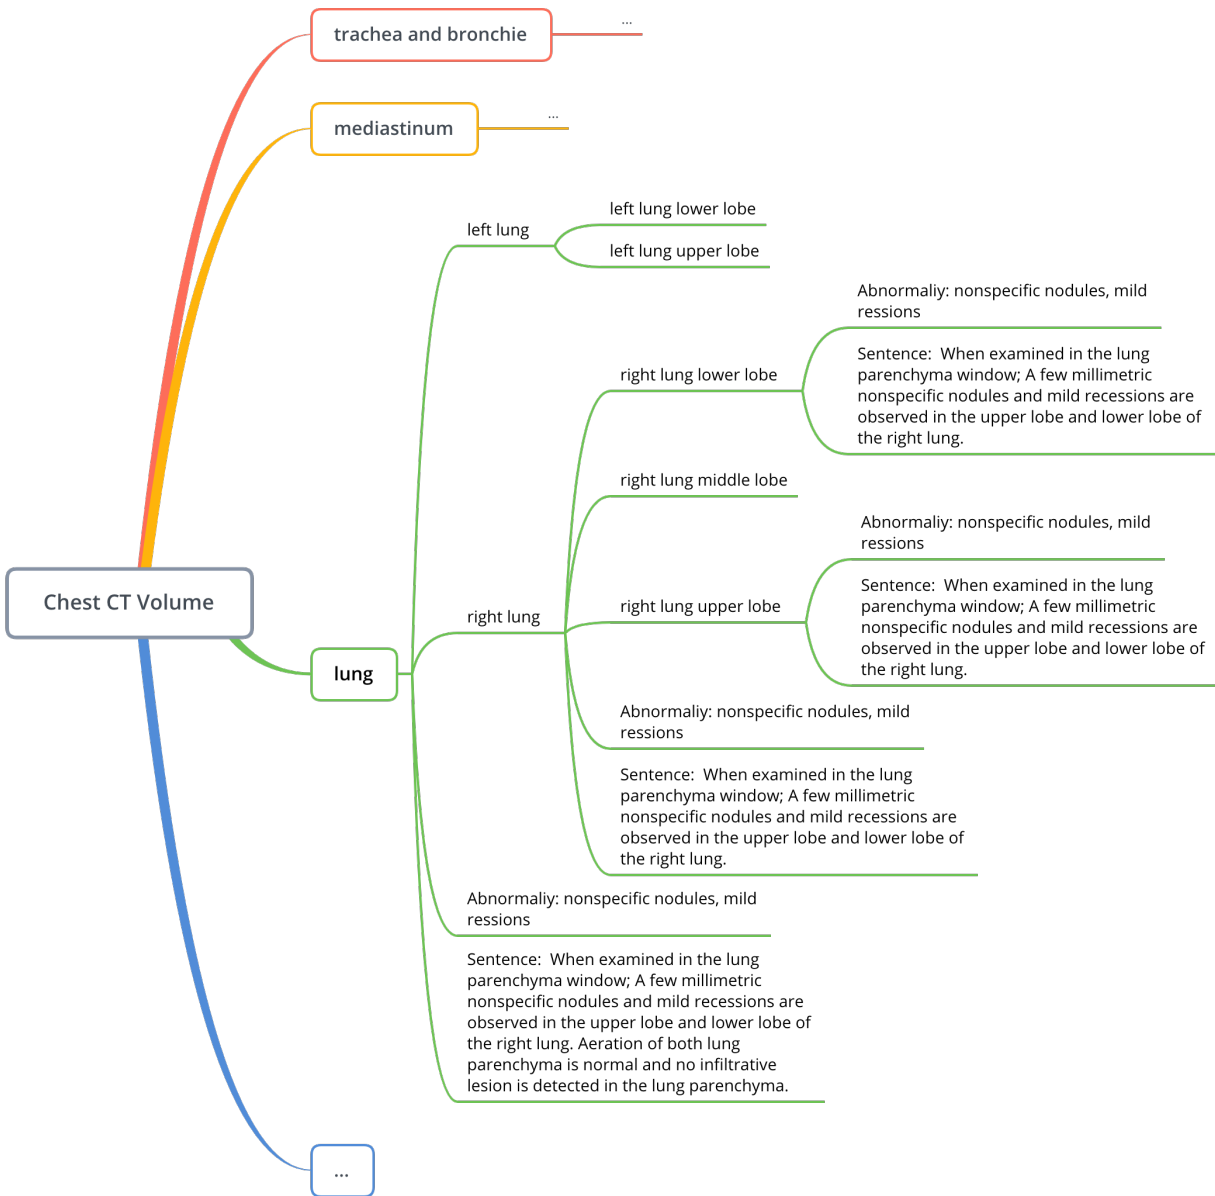 trachea and bronchie
...
mediastinum
...
left lung
left lung lower lobe
left lung upper lobe
Abnormaliy: nonspecific nodules, mild
ressions
right lung lower lobe
Sentence:  When examined in the lung
parenchyma window; A few millimetric
nonspecific nodules and mild recessions are
observed in the upper lobe and lower lobe of
the right lung.
right lung middle lobe
Abnormaliy: nonspecific nodules, mild
ressions
right lung upper lobe
Sentence:  When examined in the lung
parenchyma window; A few millimetric
nonspecific nodules and mild recessions are
observed in the upper lobe and lower lobe of
the right lung.
Chest CT Volume
right lung
lung
Abnormaliy: nonspecific nodules, mild
ressions
Sentence:  When examined in the lung
parenchyma window; A few millimetric
nonspecific nodules and mild recessions are
observed in the upper lobe and lower lobe of
the right lung.
Abnormaliy: nonspecific nodules, mild
ressions
Sentence:  When examined in the lung
parenchyma window; A few millimetric
nonspecific nodules and mild recessions are
observed in the upper lobe and lower lobe of
the right lung. Aeration of both lung
parenchyma is normal and no infiltrative
lesion is detected in the lung parenchyma.
...